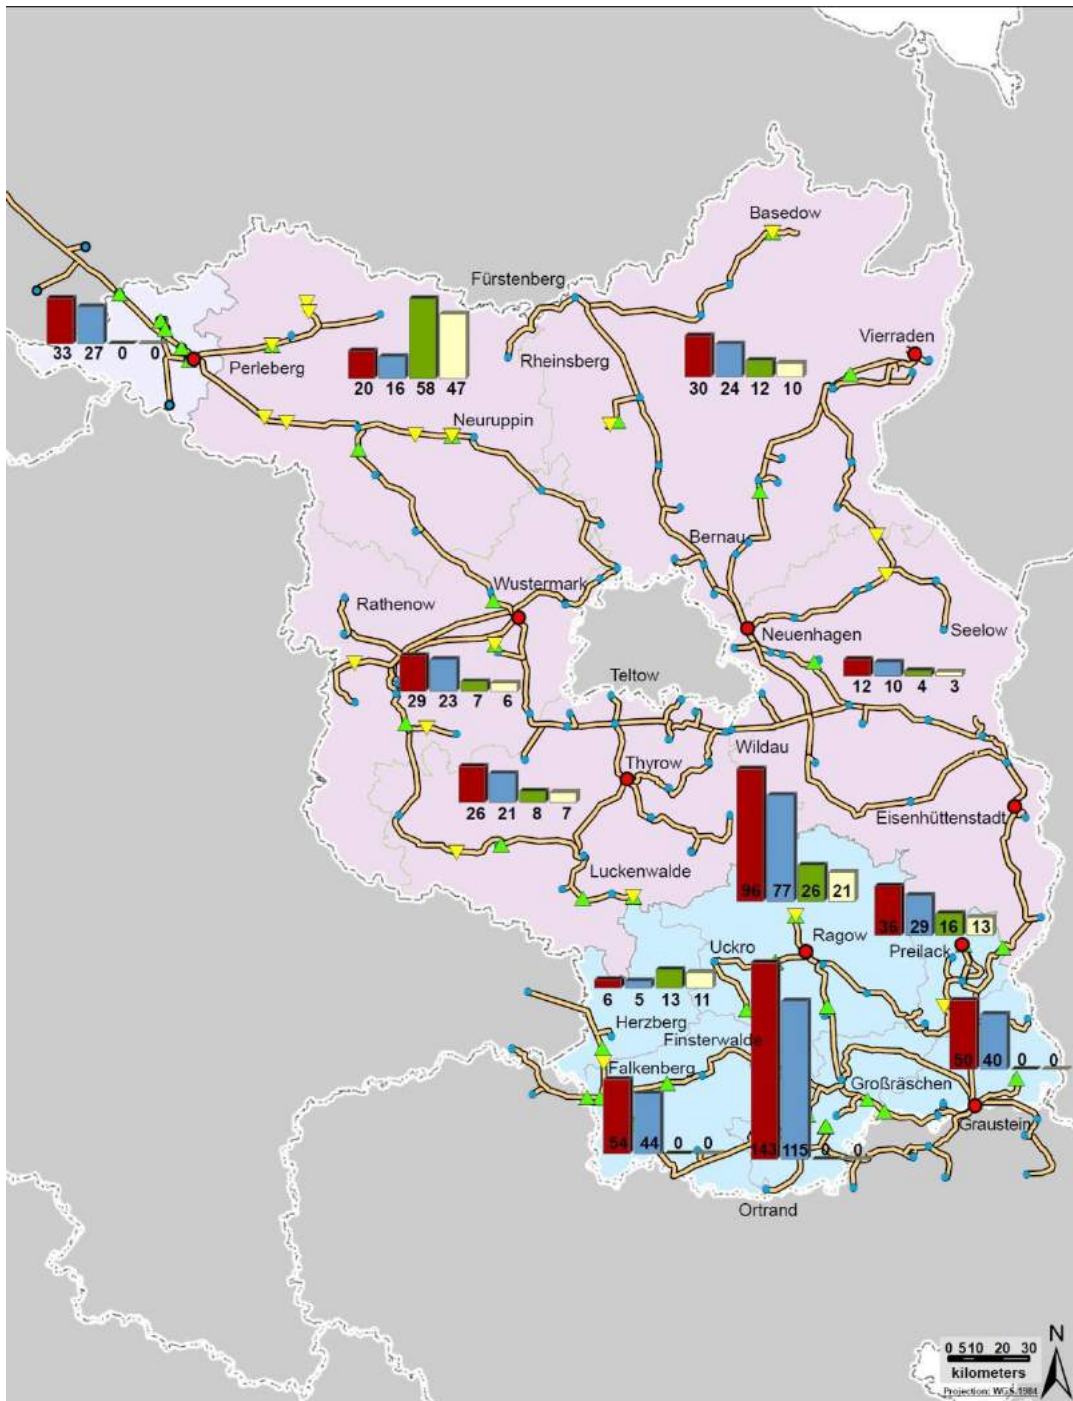 Basedow
Fürstenberg
Vierraden
Rheinsberg
33 27 0 0
Perleberg
20 16 58 47
30 24 12 10
Neuruppin
Bernau
Wustermark
Rathenow
Neuenhagen
Seelow
Teltow
29 23 7 6
12 10 4 3
Wildau
Thyrow
26 21 8 7
Eisenhüttenstadt
Luckenwalde
96 77 26 21
36 29 16 13
Uckro
Ragow
Preilack
6 5 13 11
Herzberg
Finsterwalde
Falkenberg
50 40 0 0
Großräschen
Graustein
54 44 0 0
143 115 0 0
Ortrand
N
0 5 10 20 30
kilometers
Projection: WGS 1984